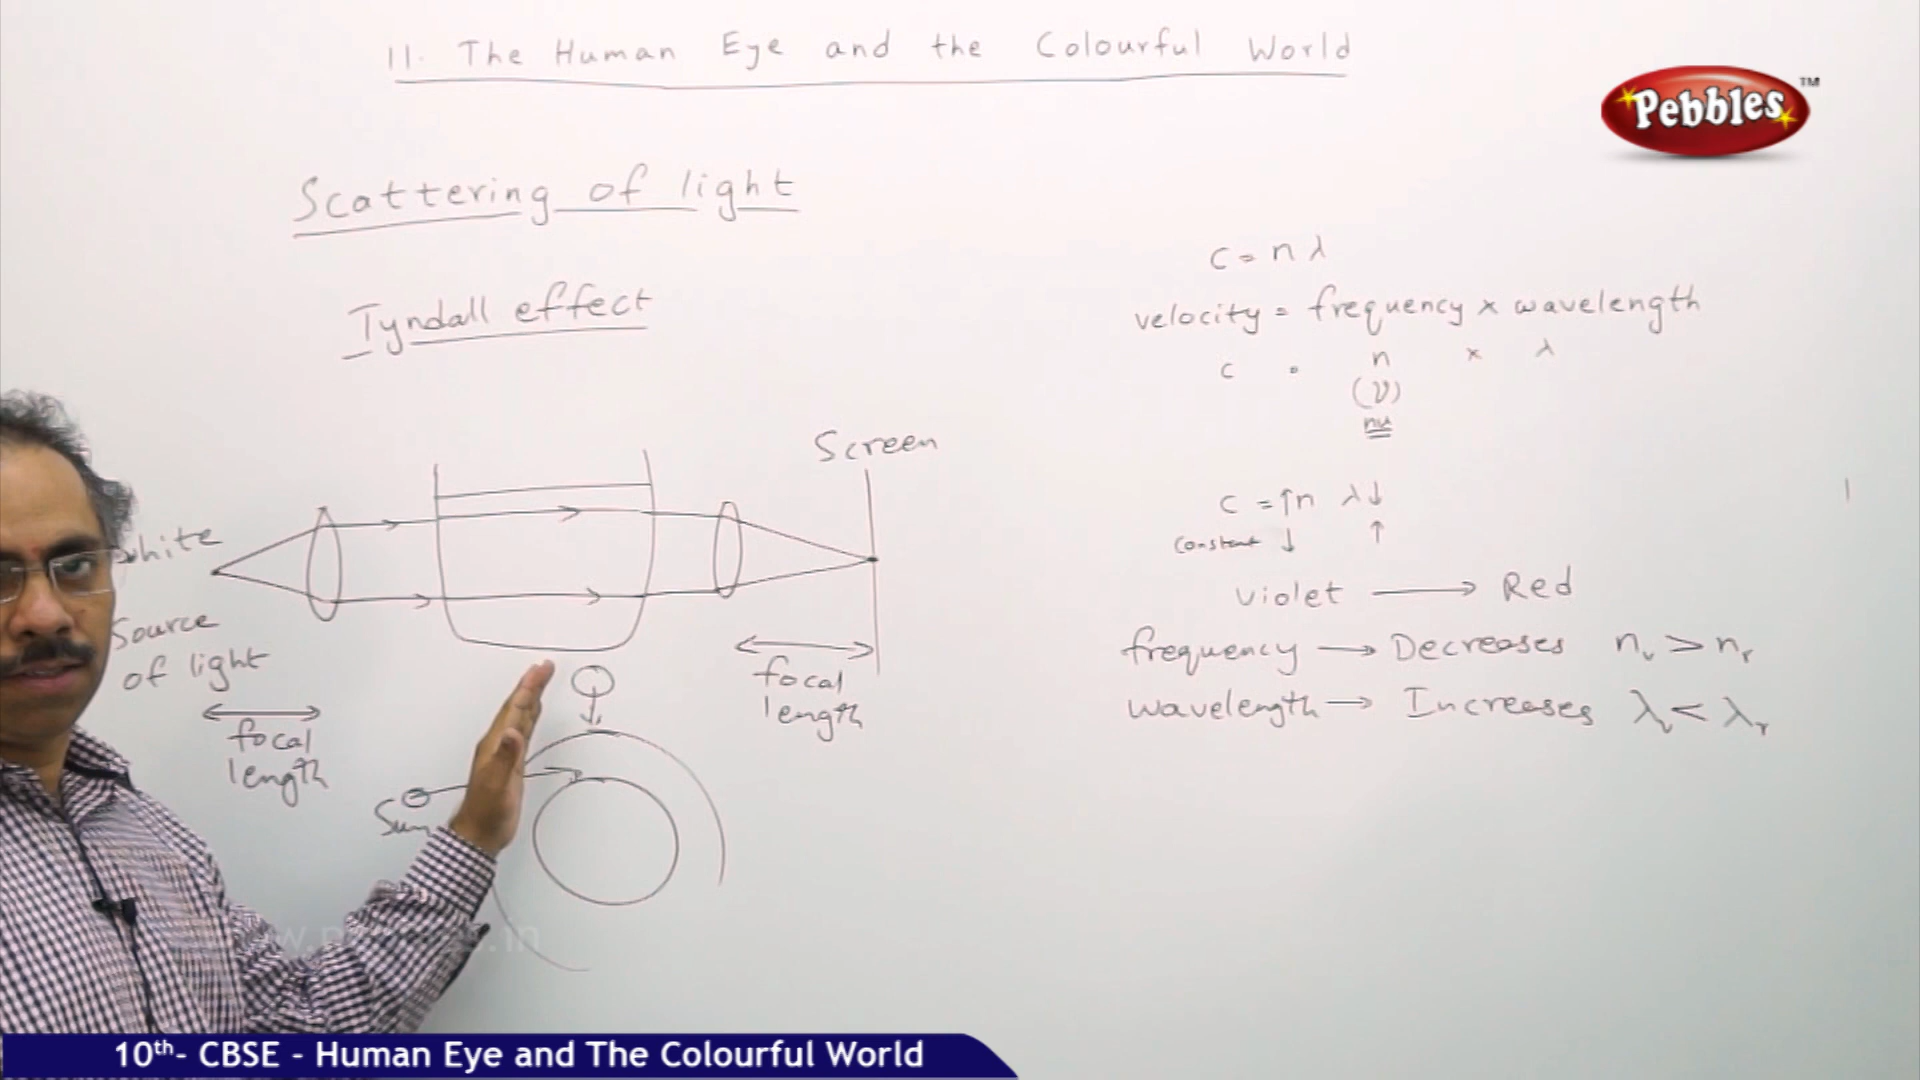 11. The Human Eye and the Colourful World
Pebbles™
Scattering of light
Tyndall effect
White
Source
of light
focal
length
Screen
focal
length
Sun
c = n λ
velocity = frequency x wavelength
c = n x λ
(ν)
nu
c = ↑n λ↓
constant ↓ ↑
Violet → Red
frequency → Decreases nv > nr
wavelength → Increases λv < λr
10th- CBSE - Human Eye and The Colourful World